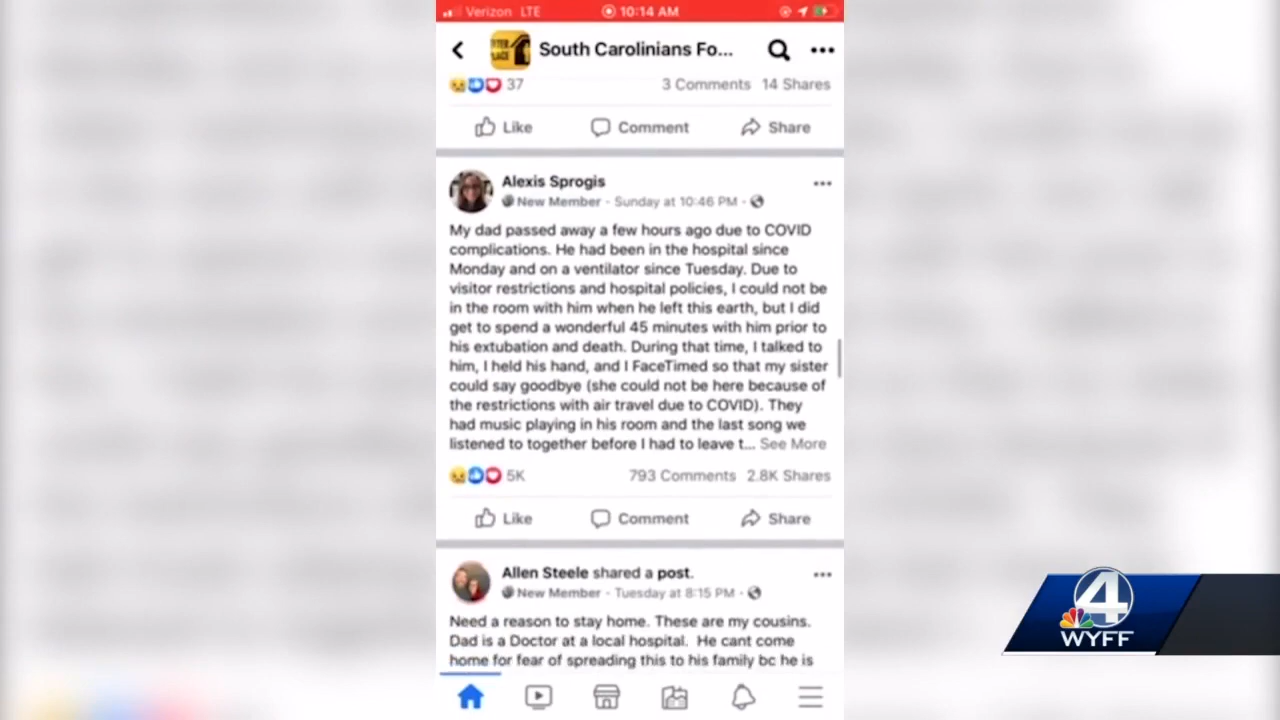 Verizon LTE 10:14 AM
TER
LACE
South Carolinians Fo...
37 3 Comments 14 Shares
Like Comment Share
Alexis Sprogis
New Member · Sunday at 10:46 PM ·
My dad passed away a few hours ago due to COVID
complications. He had been in the hospital since
Monday and on a ventilator since Tuesday. Due to
visitor restrictions and hospital policies, I could not be
in the room with him when he left this earth, but I did
get to spend a wonderful 45 minutes with him prior to
his extubation and death. During that time, I talked to
him, I held his hand, and I FaceTimed so that my sister
could say goodbye (she could not be here because of
the restrictions with air travel due to COVID). They
had music playing in his room and the last song we
listened to together before I had to leave t... See More
5K 793 Comments 2.8K Shares
Like Comment Share
Allen Steele shared a post.
New Member · Tuesday at 8:15 PM ·
Need a reason to stay home. These are my cousins.
Dad is a Doctor at a local hospital. He cant come
home for fear of spreading this to his family bc he is
4
WYFF